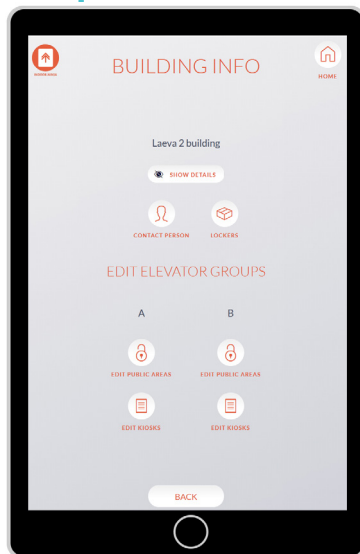 BUILDING INFO
HOME
Laeva 2 building
SHOW DETAILS
CONTACT PERSON LOCKERS
EDIT ELEVATOR GROUPS
A B
EDIT PUBLIC AREAS EDIT PUBLIC AREAS
EDIT KIOSKS EDIT KIOSKS
BACK